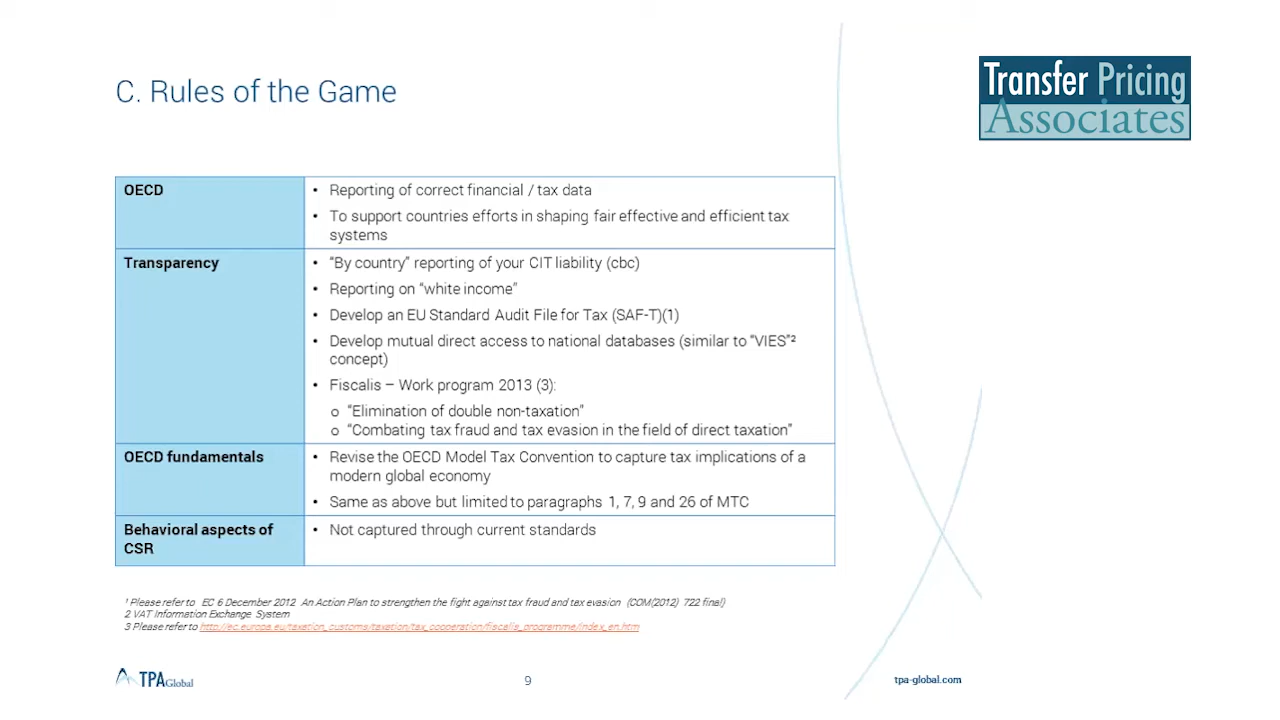 C. Rules of the Game
Transfer Pricing
Associates
OECD
• Reporting of correct financial / tax data
• To support countries efforts in shaping fair effective and efficient tax
systems
Transparency
• “By country” reporting of your CIT liability (cbc)
• Reporting on “white income”
• Develop an EU Standard Audit File for Tax (SAF-T)(1)
• Develop mutual direct access to national databases (similar to “VIES”²
concept)
• Fiscalis – Work program 2013 (3):
o “Elimination of double non-taxation”
o “Combating tax fraud and tax evasion in the field of direct taxation”
OECD fundamentals
• Revise the OECD Model Tax Convention to capture tax implications of a
modern global economy
• Same as above but limited to paragraphs 1, 7, 9 and 26 of MTC
Behavioral aspects of
CSR
• Not captured through current standards
¹ Please refer to EC 6 December 2012 An Action Plan to strengthen the fight against tax fraud and tax evasion (COM(2012) 722 final)
2 VAT Information Exchange System
3 Please refer to http://ec.europa.eu/taxation_customs/taxation/tax_cooperation/fiscalis_programme/index_en.htm
TPA Global
9
tpa-global.com